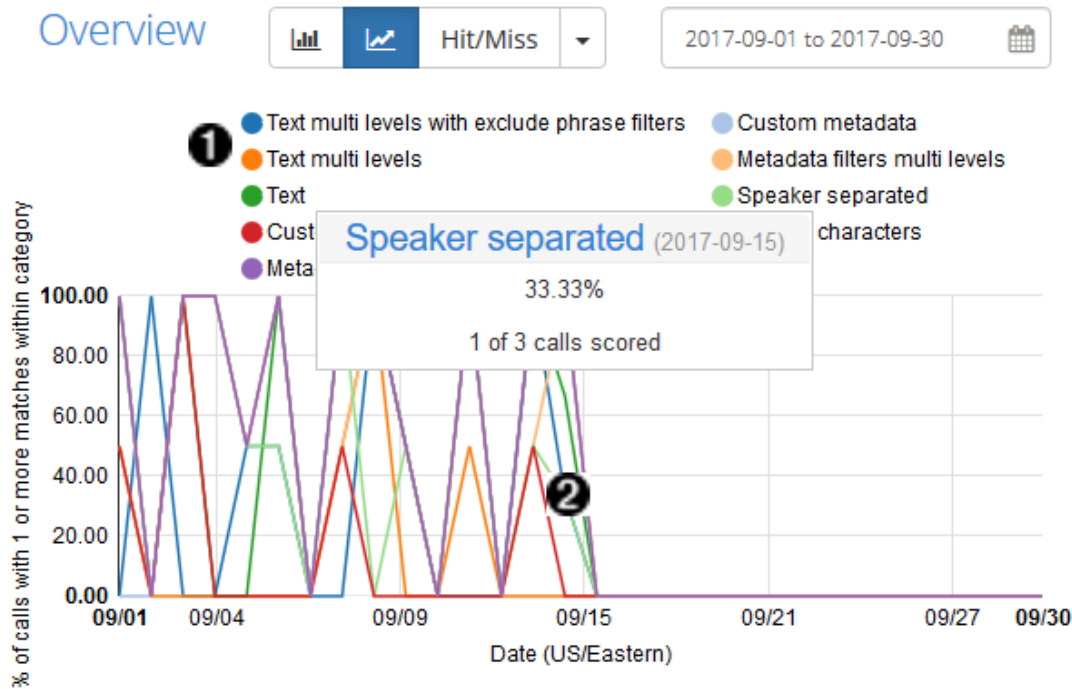 Overview
Hit/Miss
2017-09-01 to 2017-09-30
1
Text multi levels with exclude phrase filters
Custom metadata
Text multi levels
Metadata filters multi levels
Text
Speaker separated
Cust
characters
Meta
Speaker separated (2017-09-15)
33.33%
1 of 3 calls scored
% of calls with 1 or more matches within category
100.00
80.00
60.00
40.00
2
20.00
0.00
09/01 09/04 09/09 09/15 09/21 09/27 09/30
Date (US/Eastern)